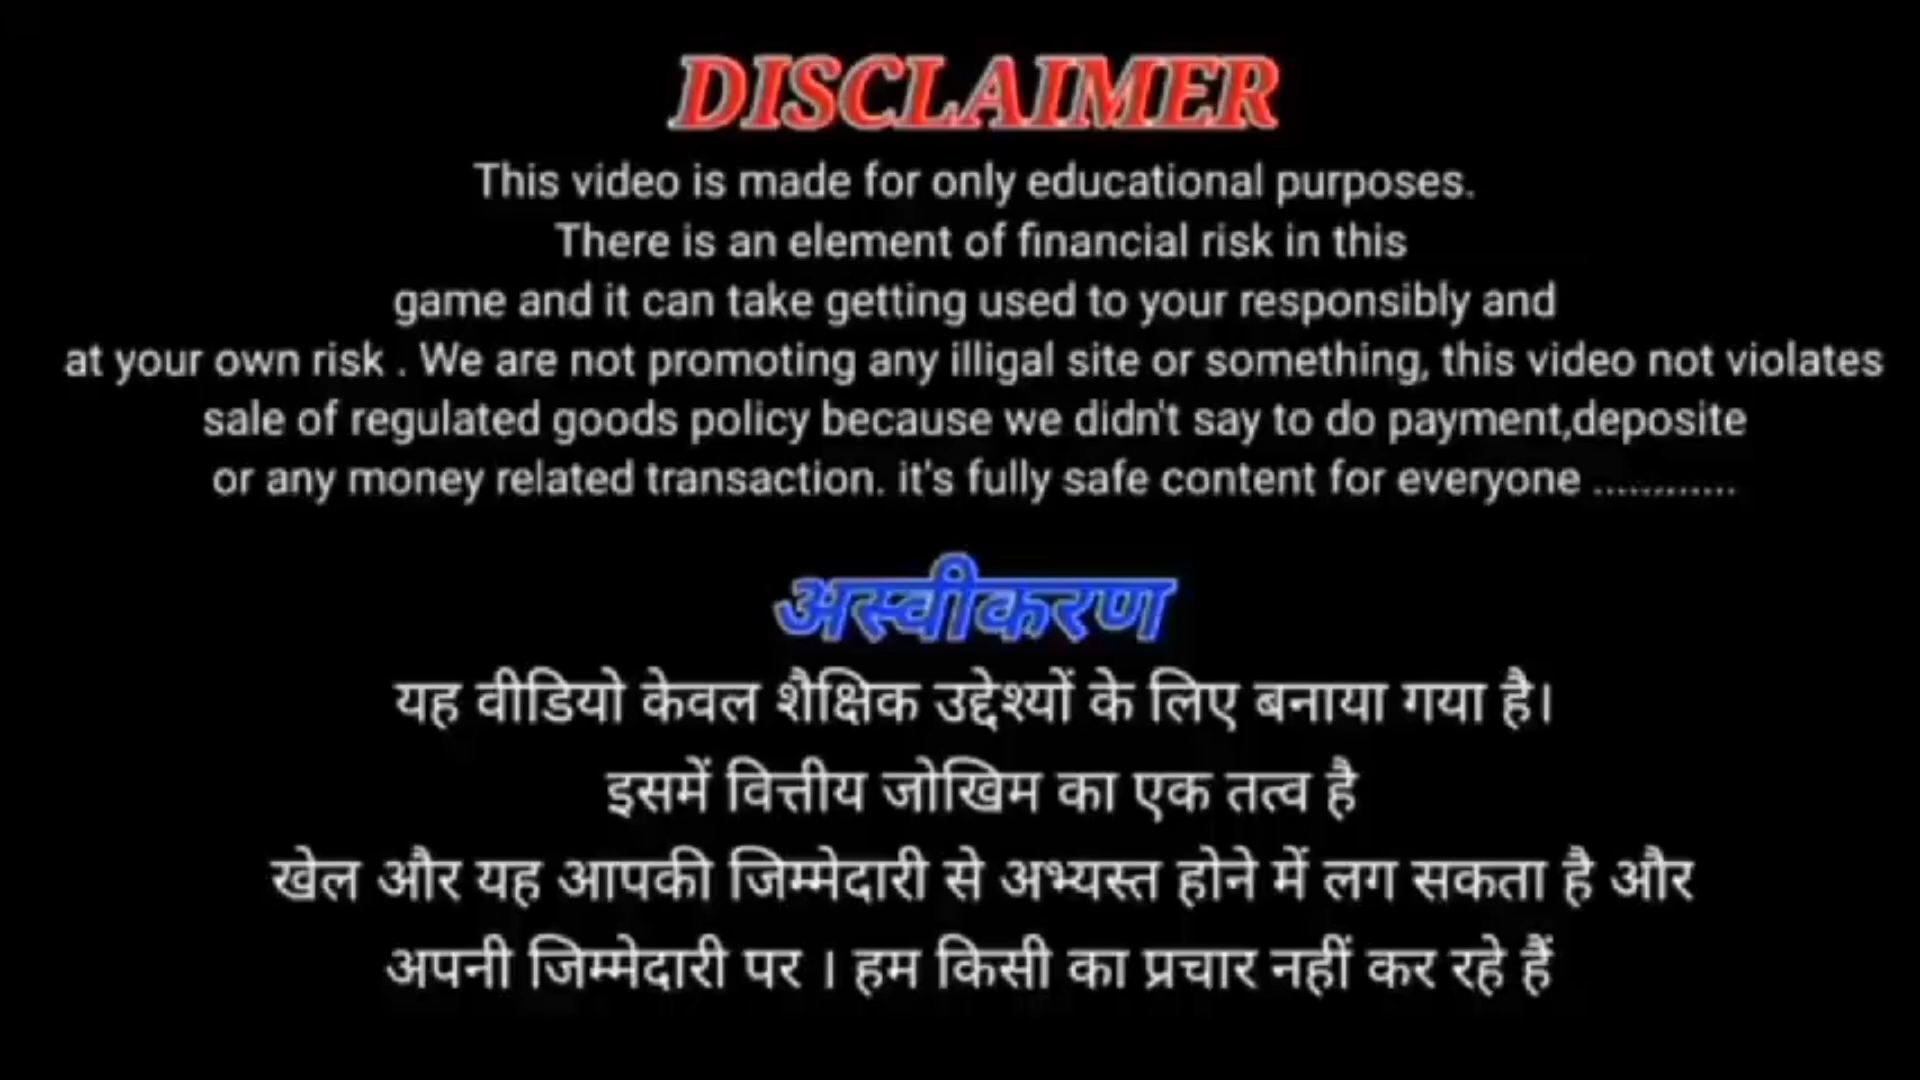 DISCLAIMER
This video is made for only educational purposes.
There is an element of financial risk in this
game and it can take getting used to your responsibly and
at your own risk . We are not promoting any illigal site or something, this video not violates
sale of regulated goods policy because we didn't say to do payment,deposite
or any money related transaction. it's fully safe content for everyone ............
अस्वीकरण
यह वीडियो केवल शैक्षिक उद्देश्यों के लिए बनाया गया है।
इसमें वित्तीय जोखिम का एक तत्व है
खेल और यह आपकी जिम्मेदारी से अभ्यस्त होने में लग सकता है और
अपनी जिम्मेदारी पर । हम किसी का प्रचार नहीं कर रहे हैं